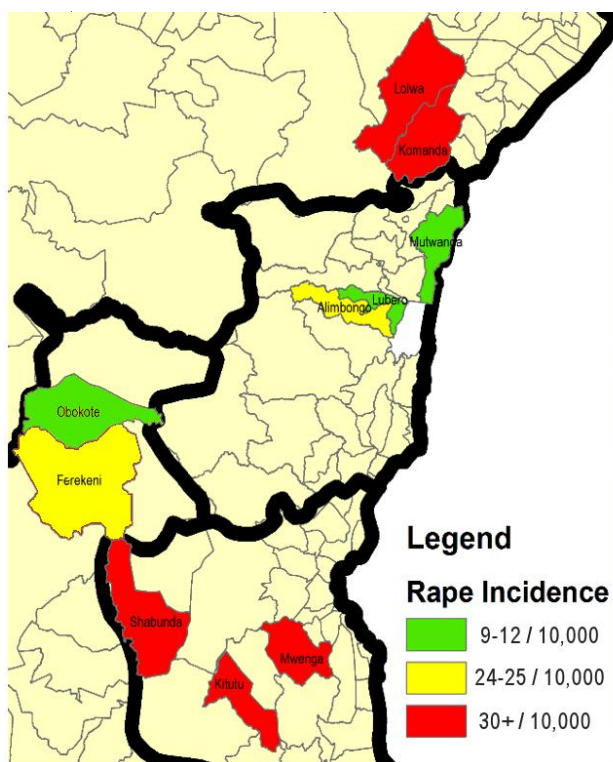 Lolwa
Komanda
Mutwanga
Lubero
Alimbongo
Obokote
Ferekeni
Shabunda
Mwenga
Kitutu
Legend
Rape Incidence
9-12 / 10,000
24-25 / 10,000
30+ / 10,000